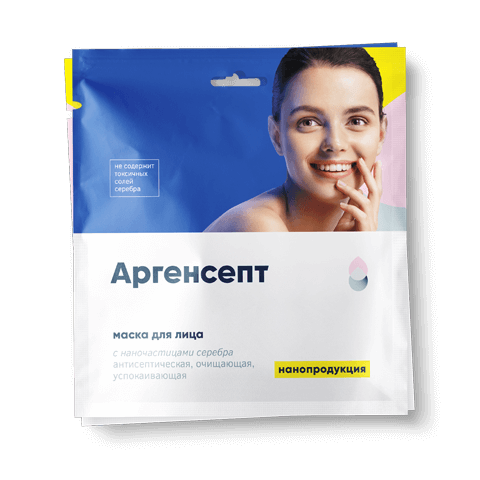 не содержит
токсичных
солей
серебра
Аргенсепт
маска для лица
с наночастицами серебра
антисептическая, очищающая,
успокаивающая
нанопродукция